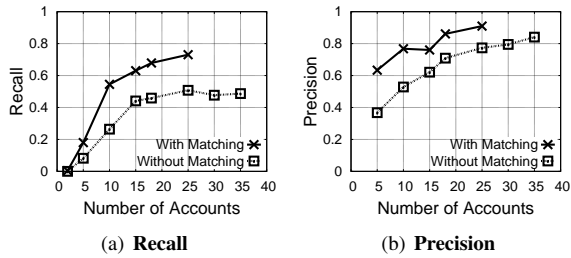 1
0.8
0.6
0.4
0.2
0
Recall
With Matching
Without Matching
0 5 10 15 20 25 30 35 40
Number of Accounts
(a) Recall
1
0.8
0.6
0.4
0.2
0
Precision
With Matching
Without Matching
0 5 10 15 20 25 30 35 40
Number of Accounts
(b) Precision